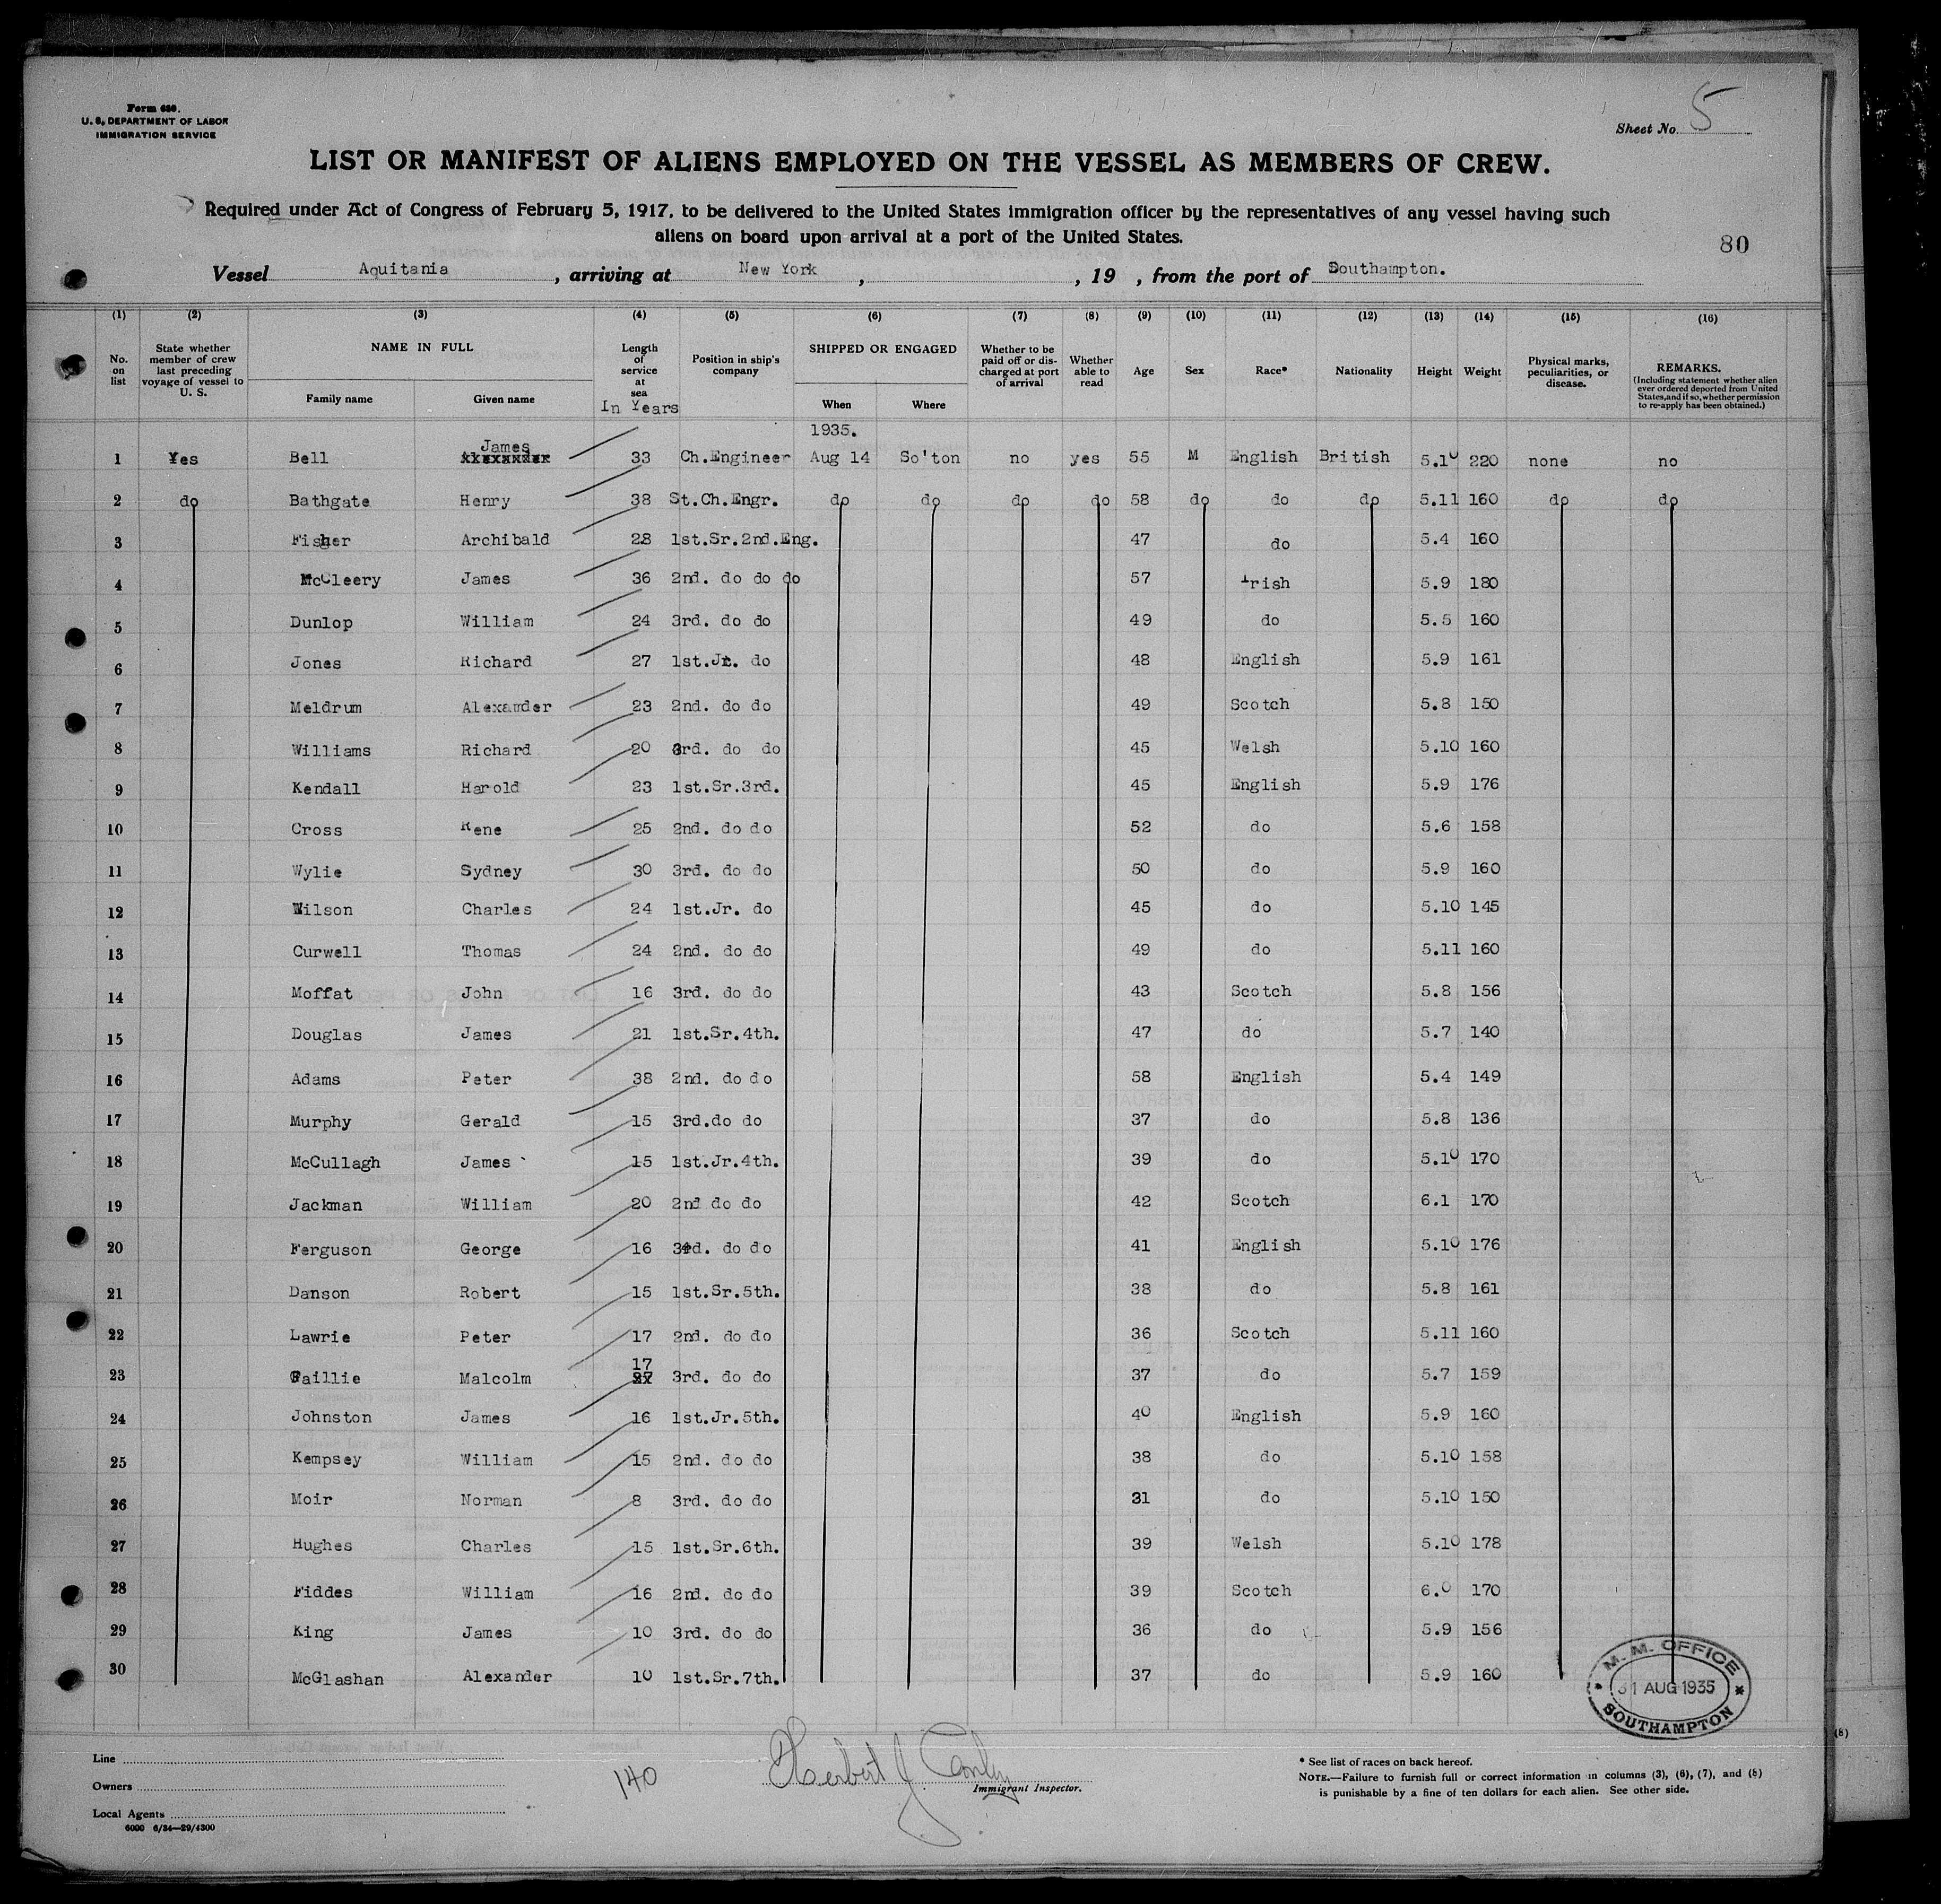 Form 680.
U. S. DEPARTMENT OF LABOR
IMMIGRATION SERVICE
Sheet No. 5
LIST OR MANIFEST OF ALIENS EMPLOYED ON THE VESSEL AS MEMBERS OF CREW.
Required under Act of Congress of February 5, 1917, to be delivered to the United States immigration officer by the representatives of any vessel having such
aliens on board upon arrival at a port of the United States.
80
Vessel Aquitania, arriving at New York, , 19 , from the port of Southampton.
(1) (2) (3) (4) (5) (6) (7) (8) (9) (10) (11) (12) (13) (14) (15) (16)
No. on list
State whether member of crew last preceding voyage of vessel to U. S.
NAME IN FULL
Family name
Given name
Length of service at sea
In Years
Position in ship's company
SHIPPED OR ENGAGED
When
Where
Whether to be paid off or discharged at port of arrival
Whether able to read
Age
Sex
Race*
Nationality
Height
Weight
Physical marks, peculiarities, or disease.
REMARKS.
(Including statement whether alien ever ordered deported from United States, and if so, whether permission to re-apply has been obtained.)
1935.
James
1 Yes Bell 33 Ch.Engineer Aug 14 So'ton no yes 55 M English British 5.10 220 none no
2 do Bathgate Henry 38 St.Ch.Engr. do do do do 58 do do do 5.11 160 do do
3 Fisher Archibald 28 1st.Sr.2nd.Eng. 47 do 5.4 160
4 McCleery James 36 2nd. do do do 57 Irish 5.9 180
5 Dunlop William 24 3rd. do do 49 do 5.5 160
6 Jones Richard 27 1st.Jr. do 48 English 5.9 161
7 Meldrum Alexander 23 2nd. do do 49 Scotch 5.8 150
8 Williams Richard 20 3rd. do do 45 Welsh 5.10 160
9 Kendall Harold 23 1st.Sr.3rd. 45 English 5.9 176
10 Cross Rene 25 2nd. do do 52 do 5.6 158
11 Wylie Sydney 30 3rd. do do 50 do 5.9 160
12 Wilson Charles 24 1st.Jr. do 45 do 5.10 145
13 Curwell Thomas 24 2nd. do do 49 do 5.11 160
14 Moffat John 16 3rd. do do 43 Scotch 5.8 156
15 Douglas James 21 1st.Sr.4th. 47 do 5.7 140
16 Adams Peter 38 2nd. do do 58 English 5.4 149
17 Murphy Gerald 15 3rd.do do 37 do 5.8 136
18 McCullagh James 15 1st.Jr.4th. 39 do 5.10 170
19 Jackman William 20 2nd do do 42 Scotch 6.1 170
20 Ferguson George 16 3rd. do do 41 English 5.10 176
21 Danson Robert 15 1st.Sr.5th. 38 do 5.8 161
22 Lawrie Peter 17 2nd. do do 36 Scotch 5.11 160
17
23 Malcolm 3rd. do do 37 do 5.7 159
24 Johnston James 16 1st.Jr.5th. 40 English 5.9 160
25 Kempsey William 15 2nd. do do 38 do 5.10 158
26 Moir Norman 8 3rd. do do 31 do 5.10 150
27 Hughes Charles 15 1st.Sr.6th. 39 Welsh 5.10 178
28 Fiddes William 16 2nd. do do 39 Scotch 6.0 170
29 King James 10 3rd. do do 36 do 5.9 156
30 McGlashan Alexander 10 1st.Sr.7th. 37 do 5.9 160
M. M. OFFICE
* 31 AUG 1935 *
SOUTHAMPTON
Line
Owners
Local Agents
6000 6/34—29/4300
140
Herbert J.
Immigrant Inspector.
* See list of races on back hereof.
NOTE.—Failure to furnish full or correct information in columns (3), (6), (7), and (8)
is punishable by a fine of ten dollars for each alien. See other side.
(8)